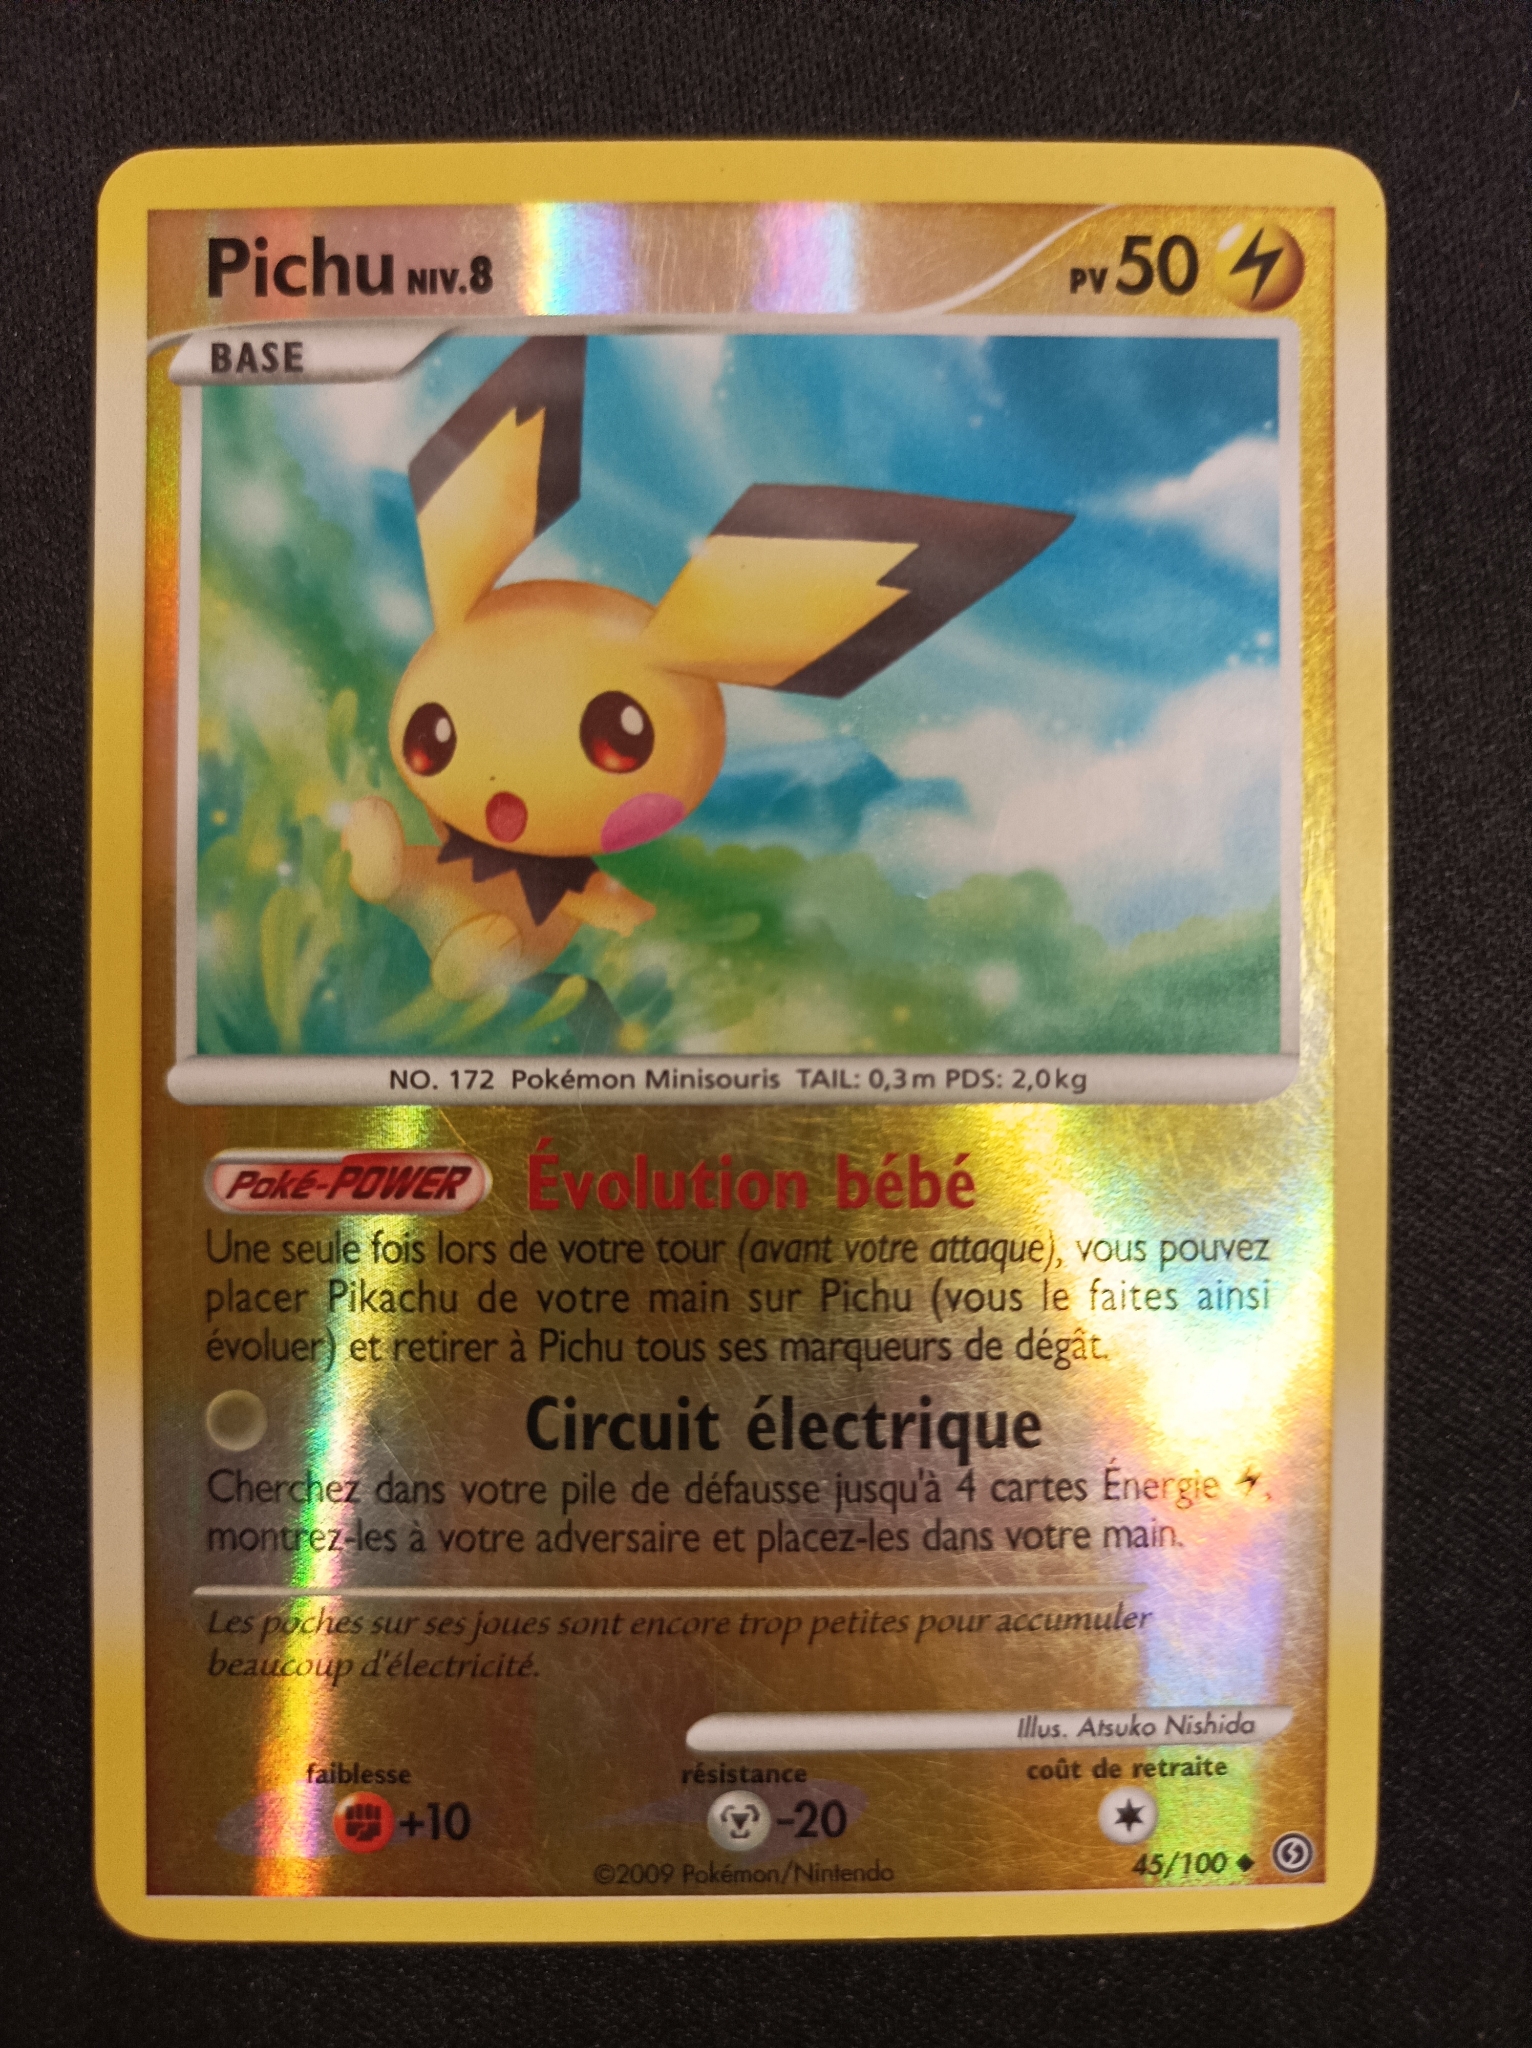 Pichu NIV.8 PV 50
BASE
NO. 172 Pokémon Minisouris TAIL: 0,3 m PDS: 2,0 kg
Poké-POWER Évolution bébé
Une seule fois lors de votre tour (avant votre attaque), vous pouvez
placer Pikachu de votre main sur Pichu (vous le faites ainsi
évoluer) et retirer à Pichu tous ses marqueurs de dégât.
Circuit électrique
Cherchez dans votre pile de défausse jusqu'à 4 cartes Énergie ,
montrez-les à votre adversaire et placez-les dans votre main.
Les poches sur ses joues sont encore trop petites pour accumuler
beaucoup d'électricité.
Illus. Atsuko Nishida
faiblesse résistance coût de retraite
+10 -20
©2009 Pokémon/Nintendo 45/100